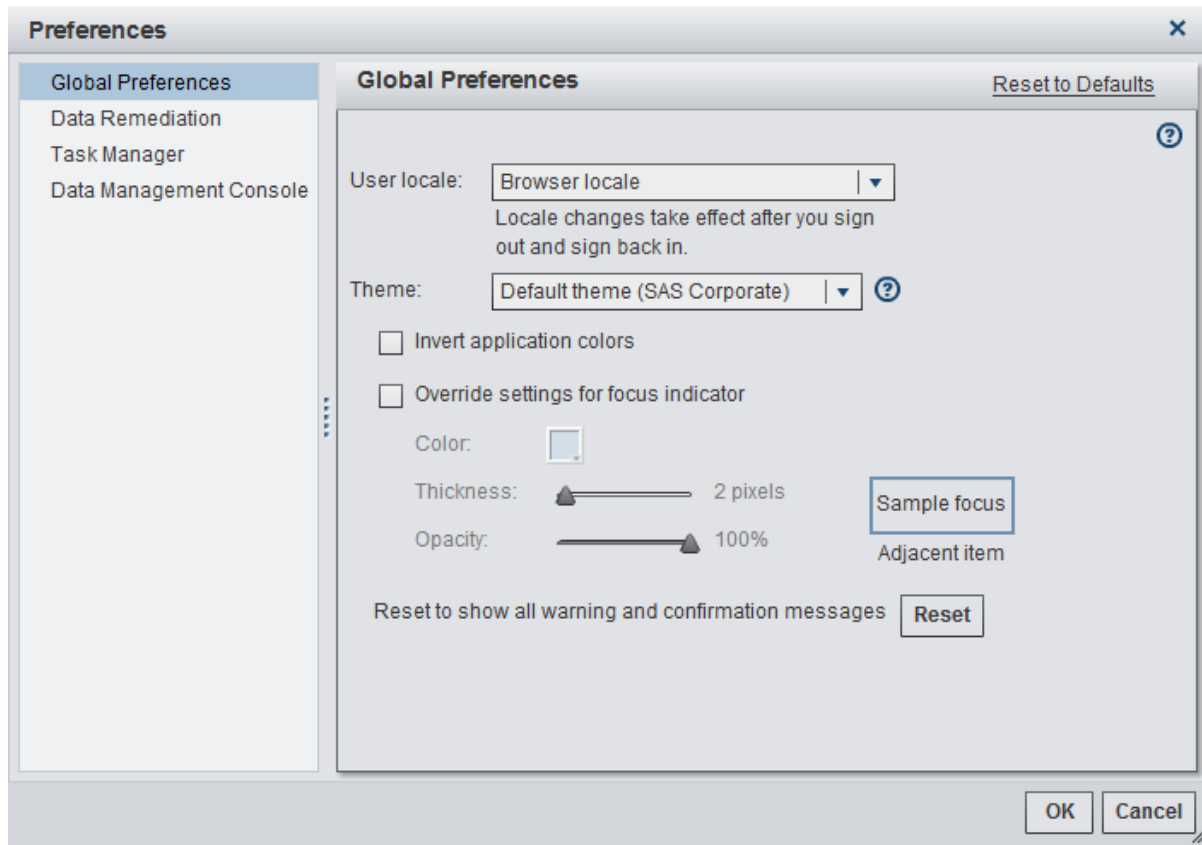 Preferences
Global Preferences
Data Remediation
Task Manager
Data Management Console
Global Preferences
Reset to Defaults
User locale:
Browser locale
Locale changes take effect after you sign
out and sign back in.
Theme:
Default theme (SAS Corporate)
Invert application colors
Override settings for focus indicator
Color:
Thickness:
2 pixels
Opacity:
100%
Sample focus
Adjacent item
Reset to show all warning and confirmation messages
Reset
OK
Cancel